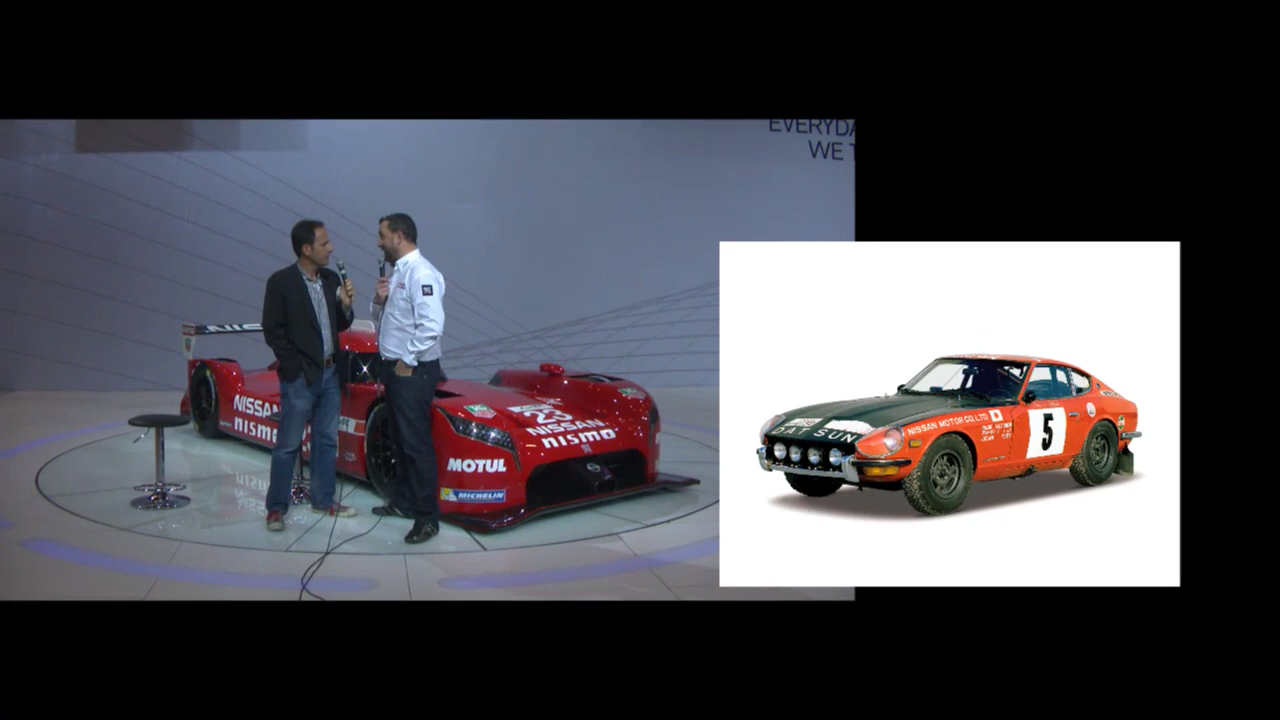 EVERYDA
WE T
NISSAN
nismo
23
NISSAN
nismo
MOTUL
MICHELIN
DATSUN
NISSAN MOTOR CO.LTD
5